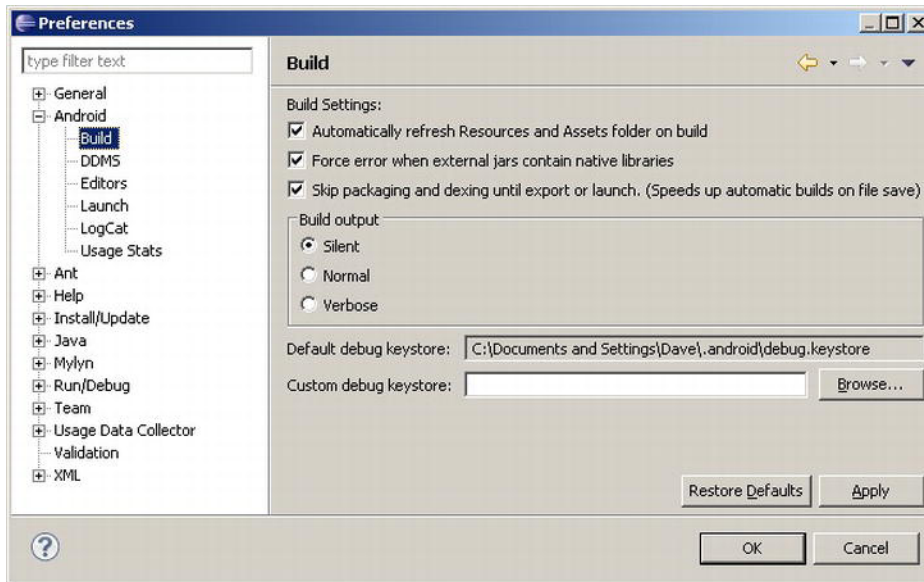 Preferences
type filter text
General
Android
Build
DDMS
Editors
Launch
LogCat
Usage Stats
Ant
Help
Install/Update
Java
Mylyn
Run/Debug
Team
Usage Data Collector
Validation
XML
Build
Build Settings:
Automatically refresh Resources and Assets folder on build
Force error when external jars contain native libraries
Skip packaging and dexing until export or launch. (Speeds up automatic builds on file save)
Build output
Silent
Normal
Verbose
Default debug keystore: C:\Documents and Settings\Dave\.android\debug.keystore
Custom debug keystore: Browse...
Restore Defaults Apply
OK Cancel